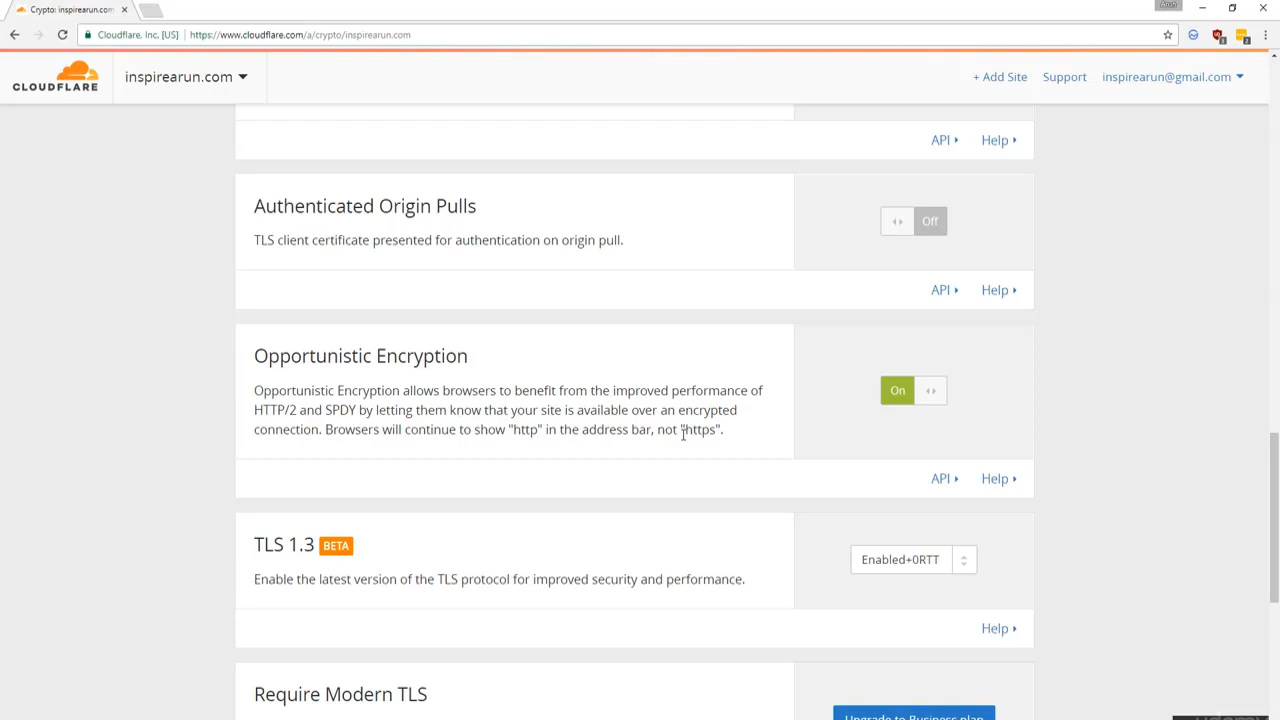 Crypto: inspirearun.com
Arun
Cloudflare, Inc. [US]
https://www.cloudflare.com/a/crypto/inspirearun.com
CLOUDFLARE
inspirearun.com
+ Add Site
Support
inspirearun@gmail.com
API
Help
Authenticated Origin Pulls
TLS client certificate presented for authentication on origin pull.
Off
API
Help
Opportunistic Encryption
Opportunistic Encryption allows browsers to benefit from the improved performance of
HTTP/2 and SPDY by letting them know that your site is available over an encrypted
connection. Browsers will continue to show "http" in the address bar, not "https".
On
API
Help
TLS 1.3 BETA
Enable the latest version of the TLS protocol for improved security and performance.
Enabled+0RTT
Help
Require Modern TLS
Upgrade to Business plan